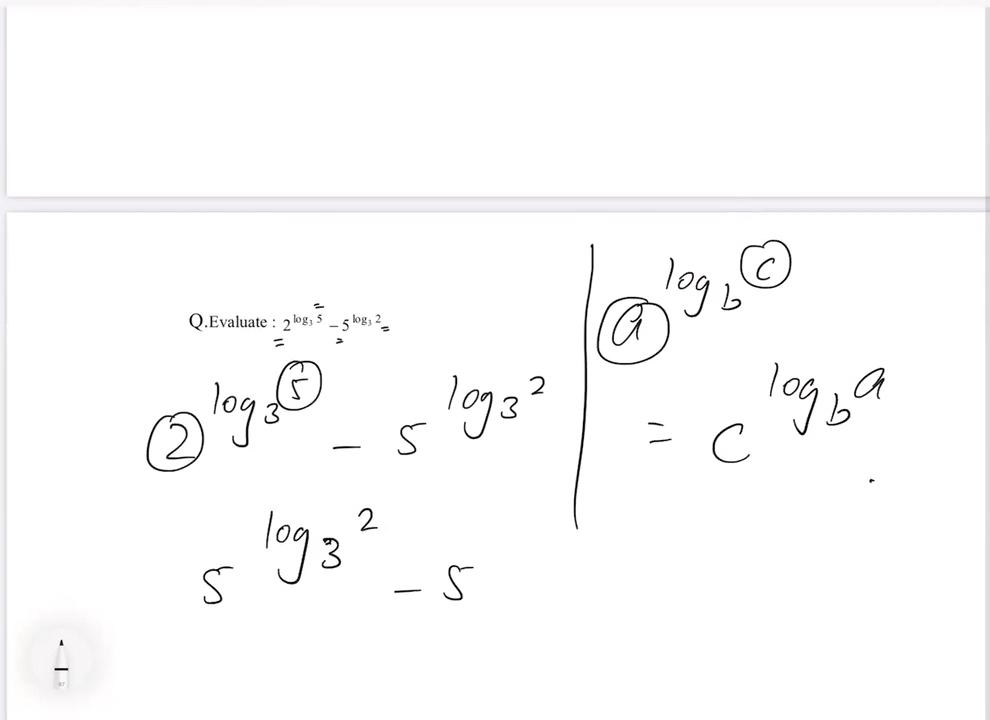 Q.Evaluate : 2^{log₃ 5} − 5^{log₃ 2}
2^{log₃ 5} − 5^{log₃ 2}
5^{log₃ 2} − 5
a^{log_b c}
= c^{log_b a}